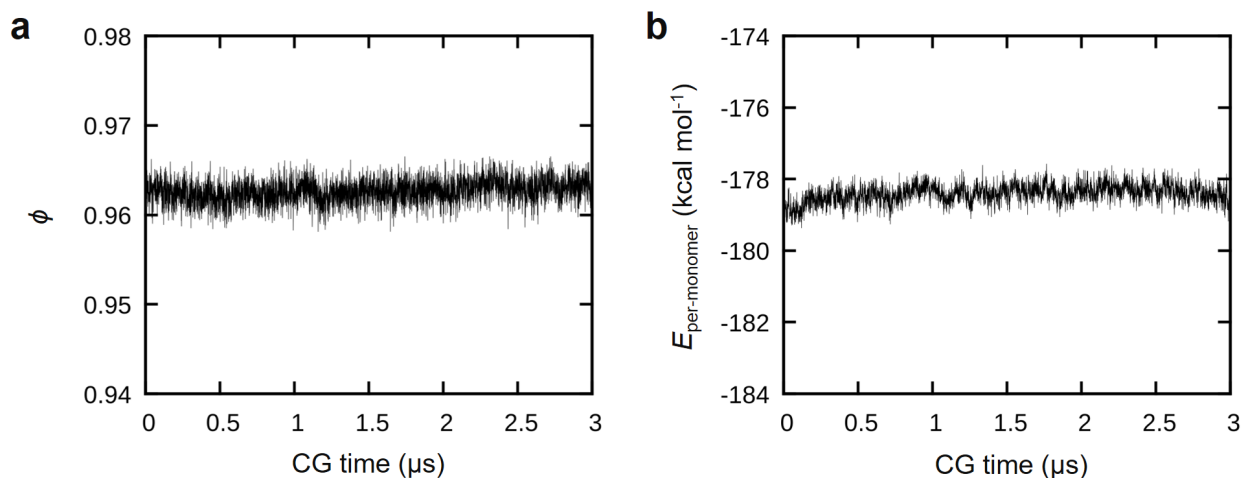 a
0.98
0.97
0.96
0.95
0.94
ϕ
0 0.5 1 1.5 2 2.5 3
CG time (μs)
b
-174
-176
-178
-180
-182
-184
E per-monomer (kcal mol-1)
0 0.5 1 1.5 2 2.5 3
CG time (μs)